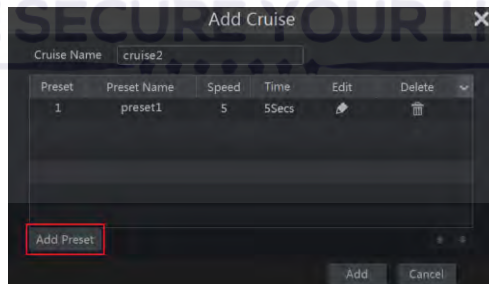 SECURE YOUR LI
Add Cruise
Cruise Name cruise2
Preset Preset Name Speed Time Edit Delete
1 preset1 5 5Secs
Add Preset
Add Cancel